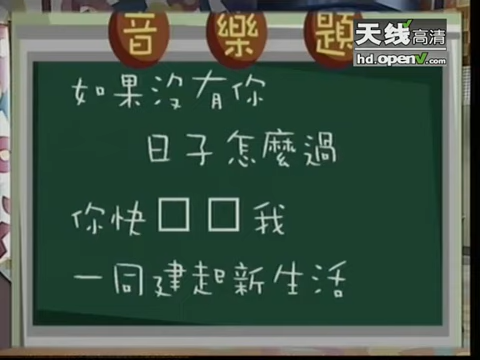 音樂題
天线高清
hd.openv.com
如果沒有你
日子怎麼過
你快□□我
一同建起新生活